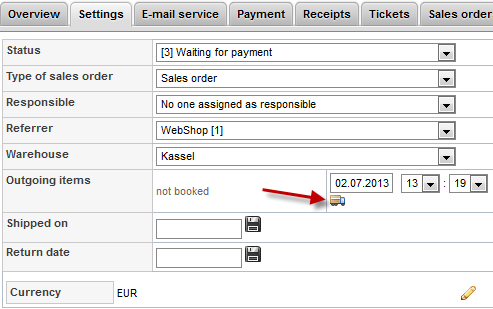 Overview Settings E-mail service Payment Receipts Tickets Sales order
Status [3] Waiting for payment
Type of sales order Sales order
Responsible No one assigned as responsible
Referrer WebShop [1]
Warehouse Kassel
Outgoing items not booked 02.07.2013 13 : 19
Shipped on
Return date
Currency EUR